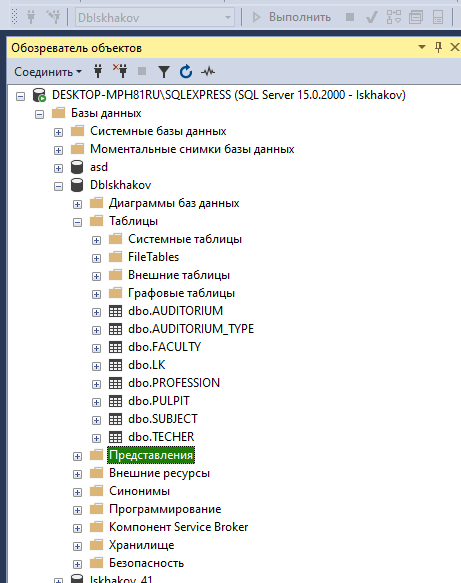 DbIskhakov
Выполнить
Обозреватель объектов
Соединить
DESKTOP-MPH81RU\SQLEXPRESS (SQL Server 15.0.2000 - Iskhakov)
Базы данных
Системные базы данных
Моментальные снимки базы данных
asd
DbIskhakov
Диаграммы баз данных
Таблицы
Системные таблицы
FileTables
Внешние таблицы
Графовые таблицы
dbo.AUDITORIUM
dbo.AUDITORIUM_TYPE
dbo.FACULTY
dbo.LK
dbo.PROFESSION
dbo.PULPIT
dbo.SUBJECT
dbo.TECHER
Представления
Внешние ресурсы
Синонимы
Программирование
Компонент Service Broker
Хранилище
Безопасность
Iskhakov_41